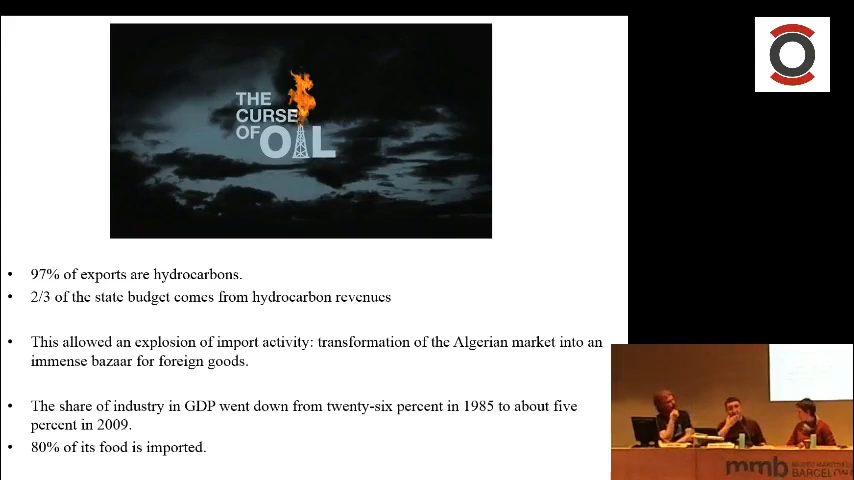 THE
CURSE
OF OIL
• 97% of exports are hydrocarbons.
• 2/3 of the state budget comes from hydrocarbon revenues
• This allowed an explosion of import activity: transformation of the Algerian market into an
immense bazaar for foreign goods.
• The share of industry in GDP went down from twenty-six percent in 1985 to about five
percent in 2009.
• 80% of its food is imported.
mmb
BARCELONA